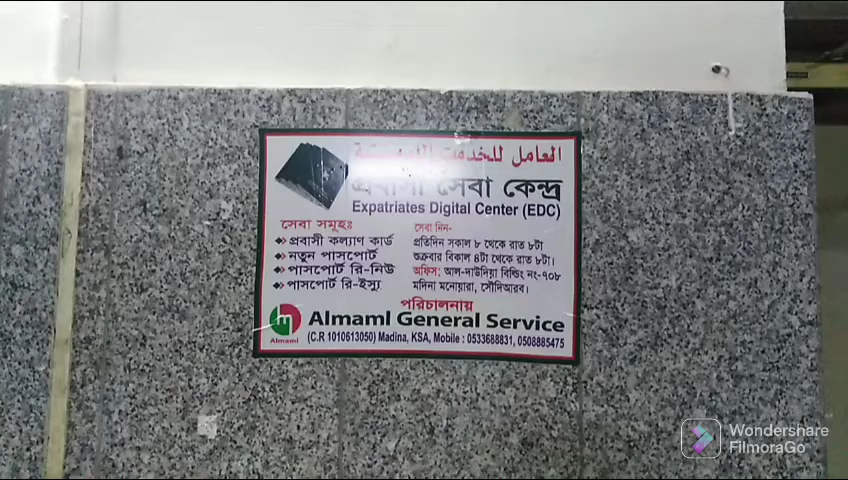 المعامل للخدمات
প্রবাসী সেবা কেন্দ্র
Expatriates Digital Center (EDC)
সেবা সমূহঃ
প্রবাসী কল্যাণ কার্ড
নতুন পাসপোর্ট
পাসপোর্ট রি-নিউ
পাসপোর্ট রি-ইস্যু
সেবা নিন-
প্রতিদিন সকাল ৮ থেকে রাত ৮টা
শুক্রবার বিকাল ৪টা থেকে রাত ৮টা।
অফিস: আল-দাউদিয়া বিল্ডিং নং-৭০৮
মদিনা মনোয়ারা, সৌদিআরব।
পরিচালনায়
Almaml General Service
Almaml
(C.R 1010613050) Madina, KSA, Mobile : 0533688831, 0508885475
Wondershare
FilmoraGo